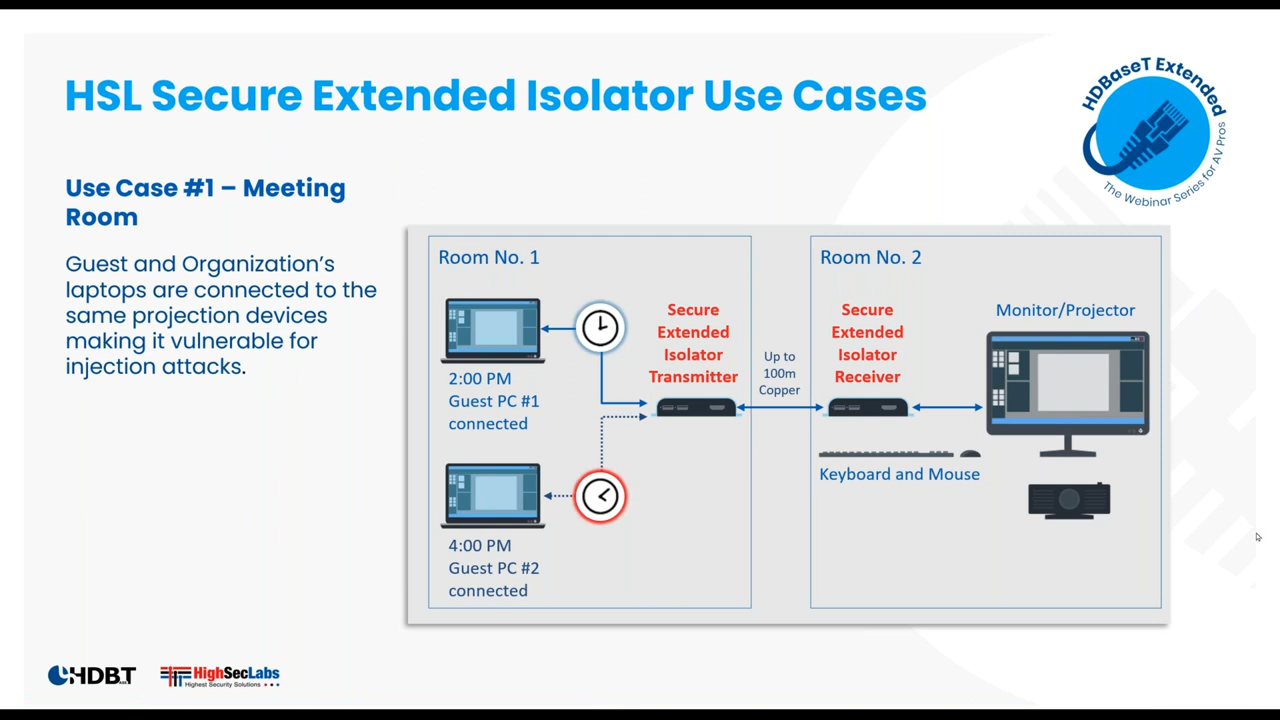 HSL Secure Extended Isolator Use Cases
HDBaseT Extended
The Webinar Series for AV Pros
Use Case #1 – Meeting
Room
Guest and Organization's
laptops are connected to the
same projection devices
making it vulnerable for
injection attacks.
Room No. 1
2:00 PM
Guest PC #1
connected
4:00 PM
Guest PC #2
connected
Secure
Extended
Isolator
Transmitter
Up to
100m
Copper
Room No. 2
Secure
Extended
Isolator
Receiver
Monitor/Projector
Keyboard and Mouse
HDBT
HighSecLabs
Highest Security Solutions